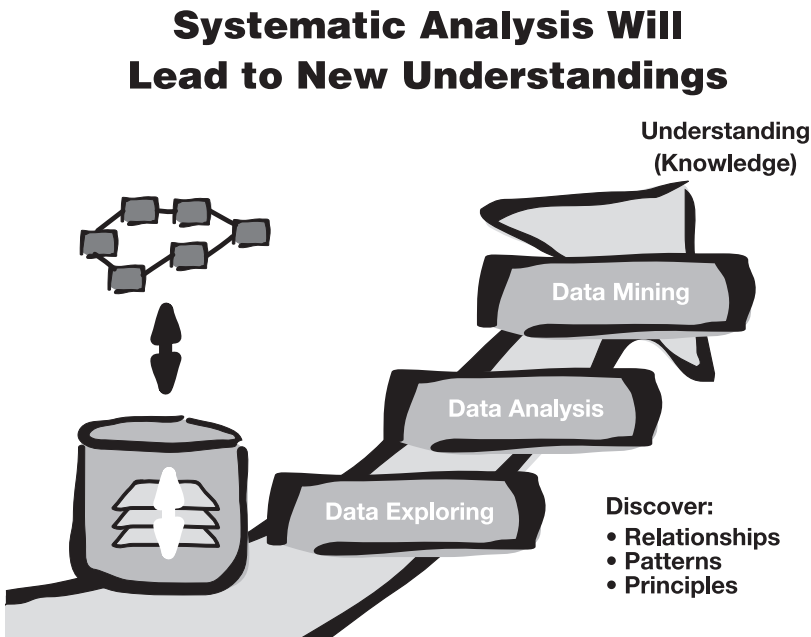 Systematic Analysis Will
Lead to New Understandings
Understanding
(Knowledge)
Data Mining
Data Analysis
Data Exploring
Discover:
• Relationships
• Patterns
• Principles